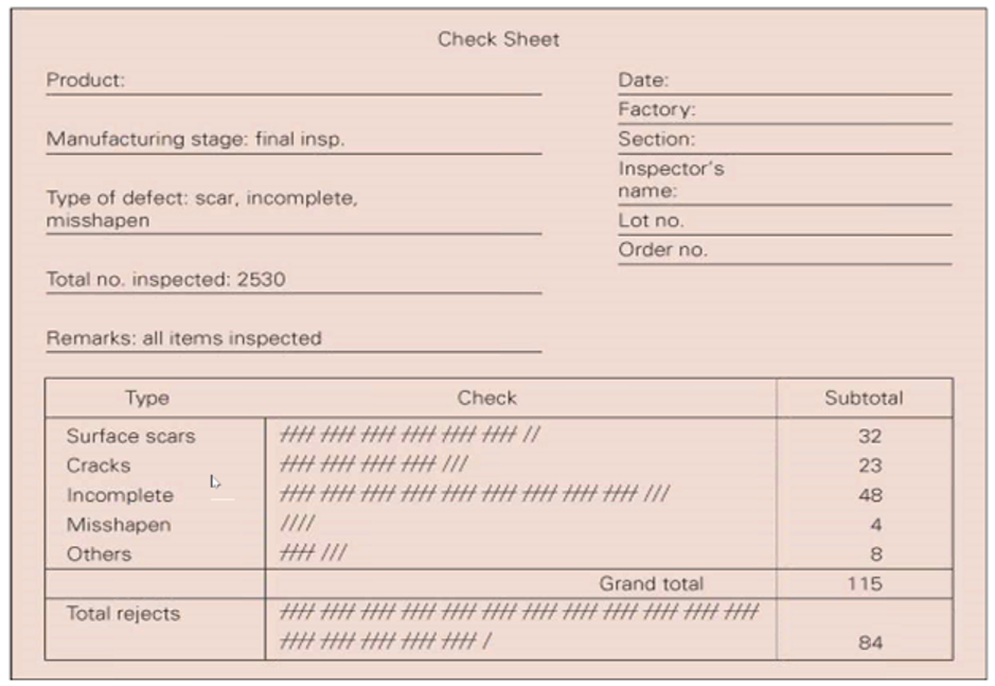 Check Sheet
Product:
Manufacturing stage: final insp.
Type of defect: scar, incomplete,
misshapen
Total no. inspected: 2530
Remarks: all items inspected
Date:
Factory:
Section:
Inspector's
name:
Lot no.
Order no.
Type Check Subtotal
Surface scars //// //// //// //// //// //// // 32
Cracks //// //// //// //// /// 23
Incomplete //// //// //// //// //// //// //// //// //// /// 48
Misshapen //// 4
Others //// /// 8
Grand total 115
Total rejects //// //// //// //// //// //// //// //// //// //// //// ////
//// //// //// //// //// / 84